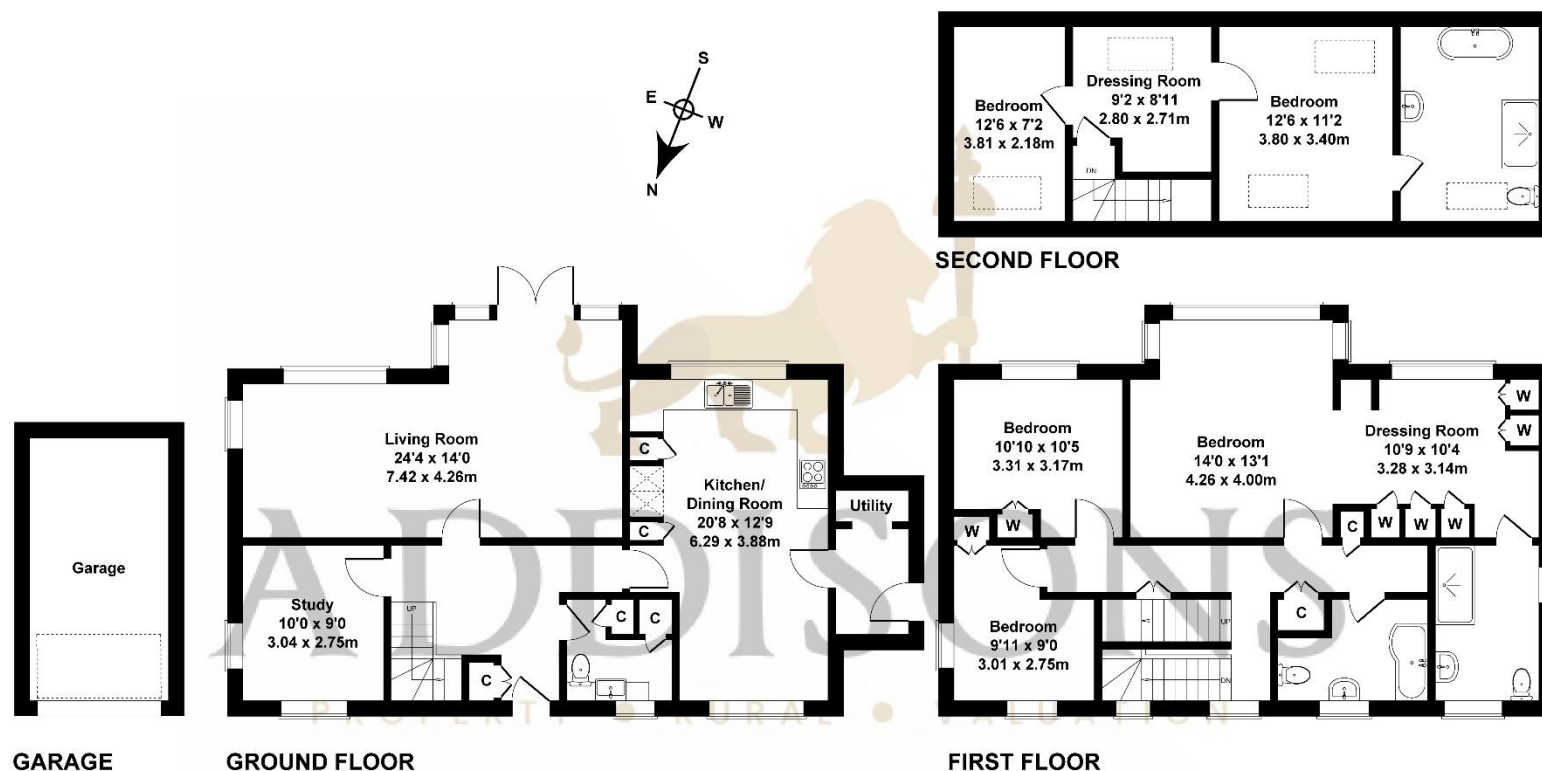 S
E
W
N
Bedroom
12'6 x 7'2
3.81 x 2.18m
Dressing Room
9'2 x 8'11
2.80 x 2.71m
DN
Bedroom
12'6 x 11'2
3.80 x 3.40m
SECOND FLOOR
Garage
GARAGE
Living Room
24'4 x 14'0
7.42 x 4.26m
Study
10'0 x 9'0
3.04 x 2.75m
UP
C
C
C
C
C
Kitchen/
Dining Room
20'8 x 12'9
6.29 x 3.88m
Utility
GROUND FLOOR
Bedroom
10'10 x 10'5
3.31 x 3.17m
W
W
Bedroom
9'11 x 9'0
3.01 x 2.75m
Bedroom
14'0 x 13'1
4.26 x 4.00m
Dressing Room
10'9 x 10'4
3.28 x 3.14m
W
W
C
W
W
W
UP
DN
C
FIRST FLOOR
ADDISONS
PROPERTY ● RURAL ● VALUATION